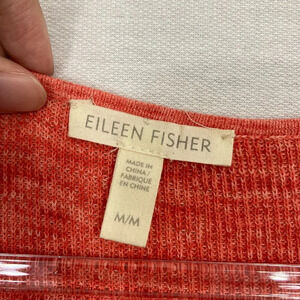 EILEEN FISHER
MADE IN
CHINA/
FABRIQUÉ
EN CHINE
M/M